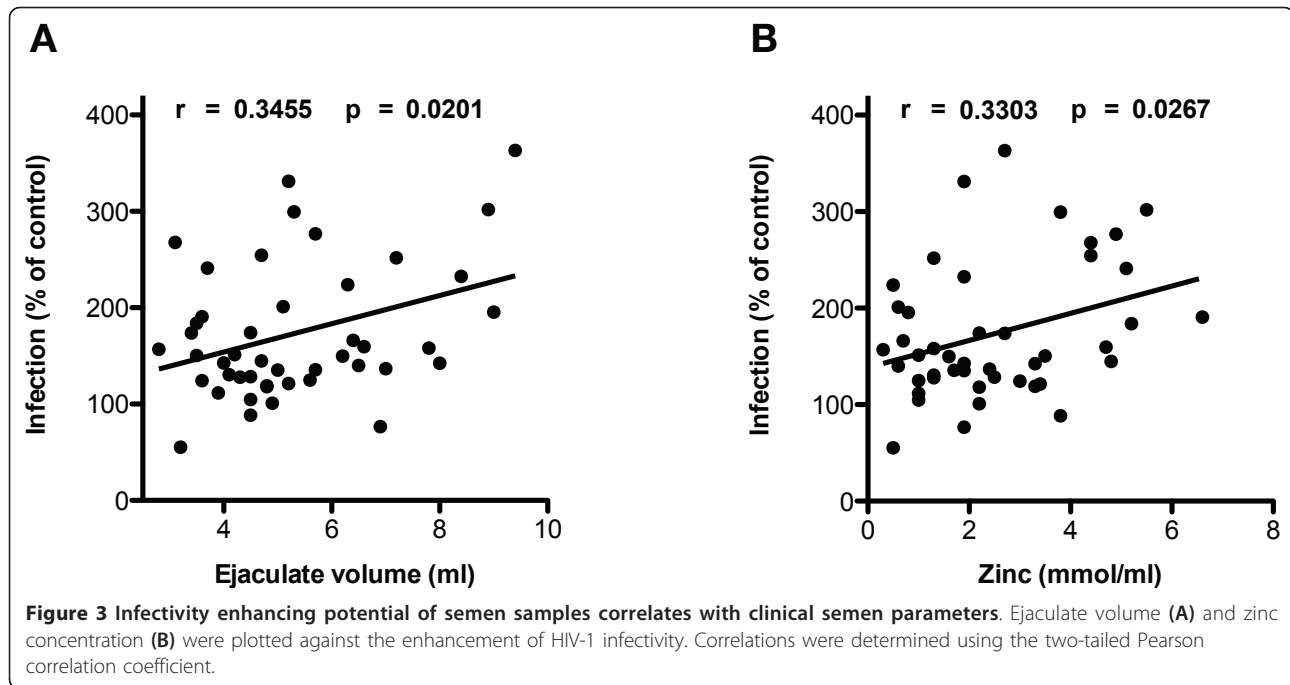 A
r = 0.3455 p = 0.0201
400
300
200
100
0
Infection (% of control)
4 6 8 10
Ejaculate volume (ml)
B
r = 0.3303 p = 0.0267
400
300
200
100
0
Infection (% of control)
0 2 4 6 8
Zinc (mmol/ml)
Figure 3 Infectivity enhancing potential of semen samples correlates with clinical semen parameters. Ejaculate volume (A) and zinc
concentration (B) were plotted against the enhancement of HIV-1 infectivity. Correlations were determined using the two-tailed Pearson
correlation coefficient.